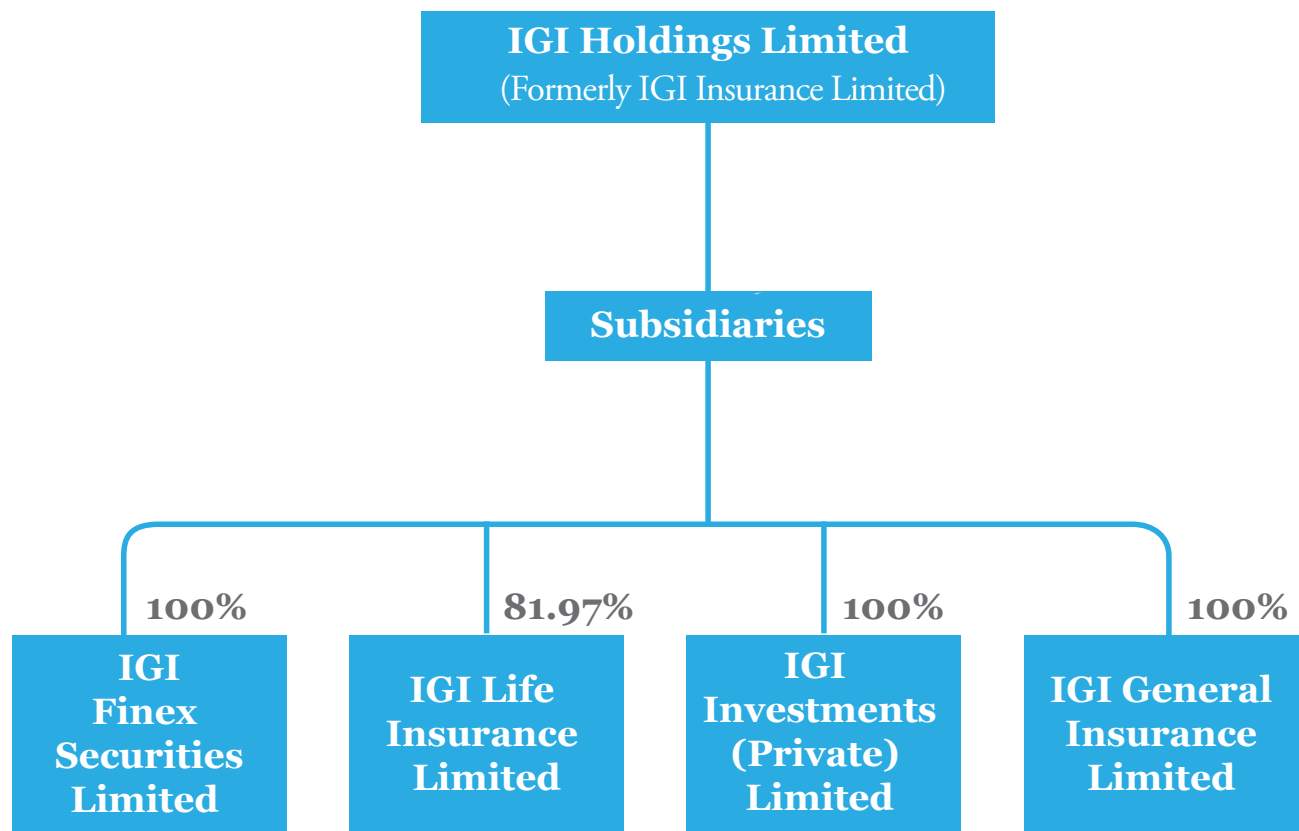 IGI Holdings Limited
(Formerly IGI Insurance Limited)
Subsidiaries
100%
81.97%
100%
100%
IGI
Finex
Securities
Limited
IGI Life
Insurance
Limited
IGI
Investments
(Private)
Limited
IGI General
Insurance
Limited